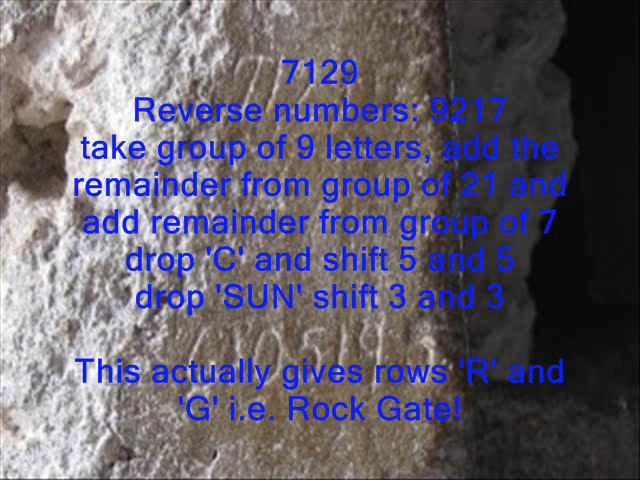 7129
Reverse numbers: 9217
take group of 9 letters, add the
remainder from group of 21 and
add remainder from group of 7
drop 'C' and shift 5 and 5
drop 'SUN' shift 3 and 3
This actually gives rows 'R' and
'G' i.e. Rock Gate!